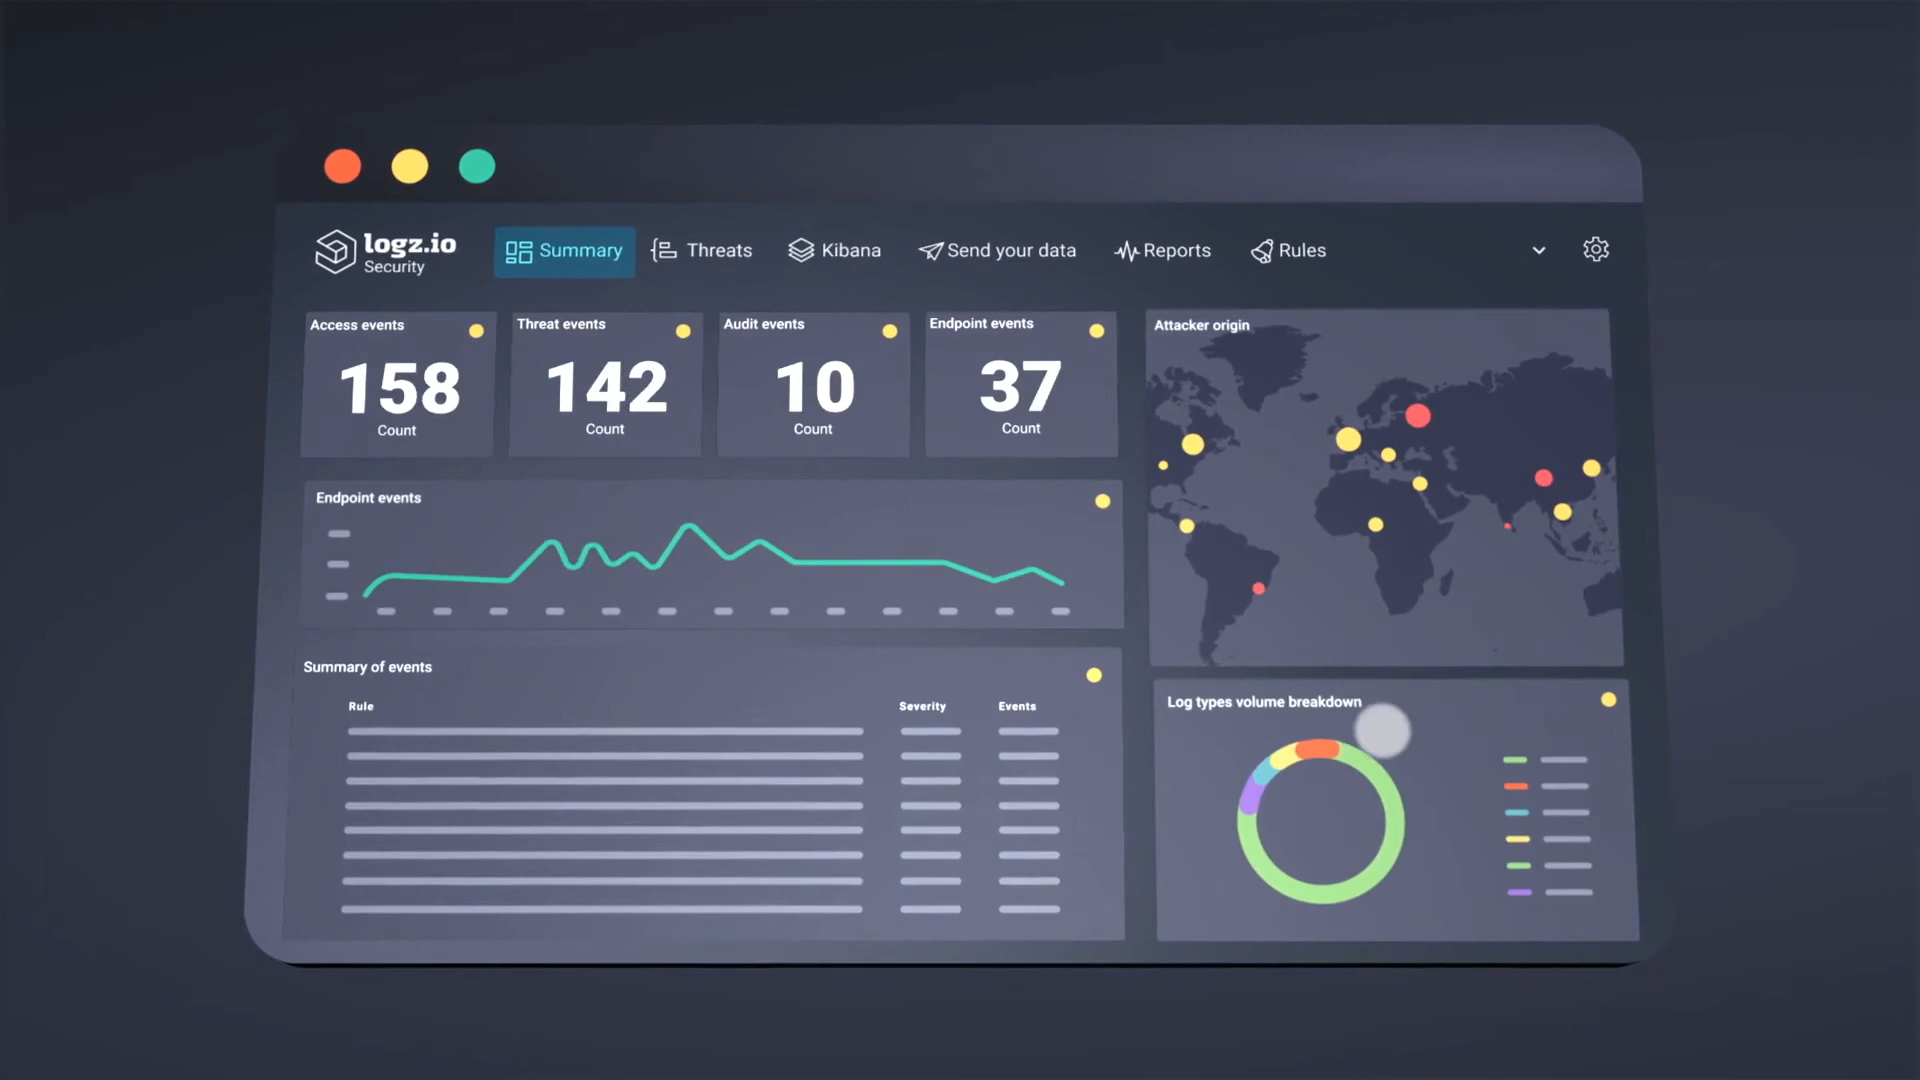 logz.io
Security
Summary
Threats
Kibana
Send your data
Reports
Rules
Access events
158
Count
Threat events
142
Count
Audit events
10
Count
Endpoint events
37
Count
Attacker origin
Endpoint events
Summary of events
Rule
Severity
Events
Log types volume breakdown